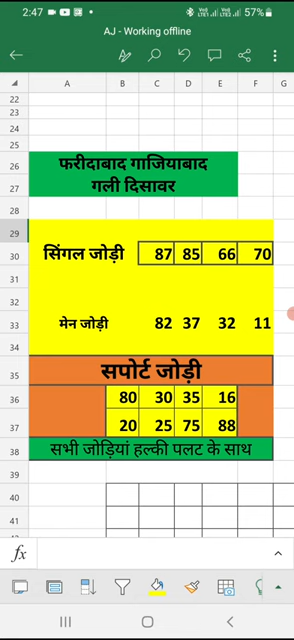 2:47 57%
AJ - Working offline
A B C D E F G
22
23
24
25
26 फरीदाबाद गाजियाबाद
27 गली दिसावर
28
29
30 सिंगल जोड़ी 87 85 66 70
31
32
33 मेन जोड़ी 82 37 32 11
34
35 सपोर्ट जोड़ी
36 80 30 35 16
37 20 25 75 88
38 सभी जोड़ियां हल्की पलट के साथ
39
40
41
fx